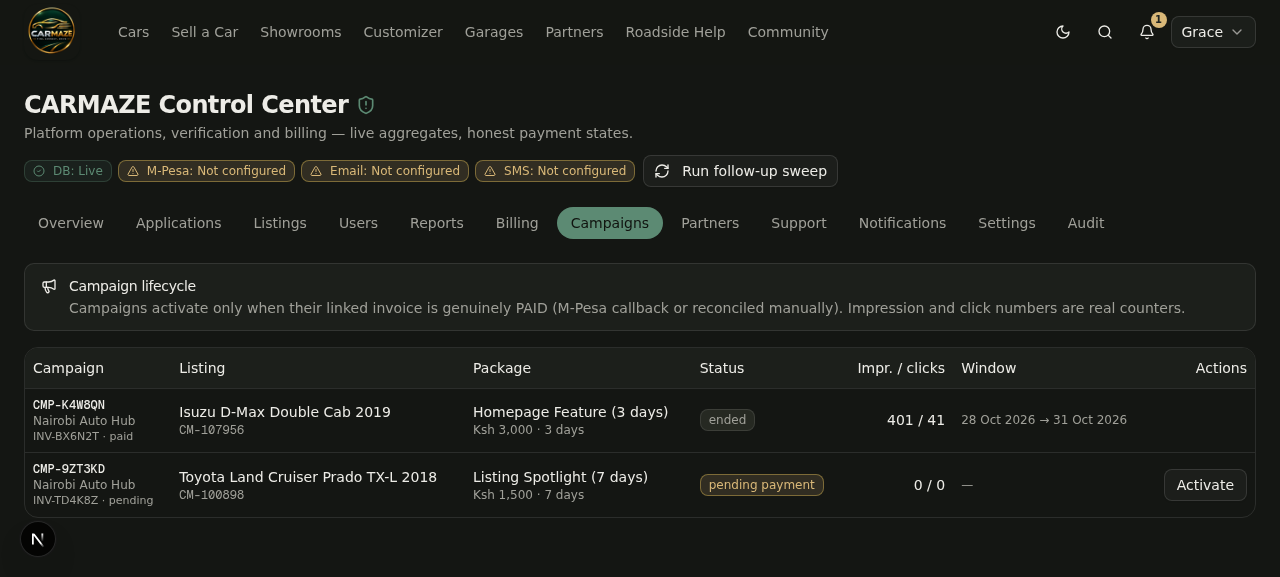 CARMAZE
Cars Sell a Car Showrooms Customizer Garages Partners Roadside Help Community
1
Grace
CARMAZE Control Center
Platform operations, verification and billing — live aggregates, honest payment states.
DB: Live M-Pesa: Not configured Email: Not configured SMS: Not configured Run follow-up sweep
Overview Applications Listings Users Reports Billing Campaigns Partners Support Notifications Settings Audit
Campaign lifecycle
Campaigns activate only when their linked invoice is genuinely PAID (M-Pesa callback or reconciled manually). Impression and click numbers are real counters.
Campaign Listing Package Status Impr. / clicks Window Actions
CMP-K4W8QN
Nairobi Auto Hub
INV-BX6N2T · paid
Isuzu D-Max Double Cab 2019
CM-107956
Homepage Feature (3 days)
Ksh 3,000 · 3 days
ended
401 / 41
28 Oct 2026 → 31 Oct 2026
CMP-9ZT3KD
Nairobi Auto Hub
INV-TD4K8Z · pending
Toyota Land Cruiser Prado TX-L 2018
CM-100898
Listing Spotlight (7 days)
Ksh 1,500 · 7 days
pending payment
0 / 0
—
Activate
N